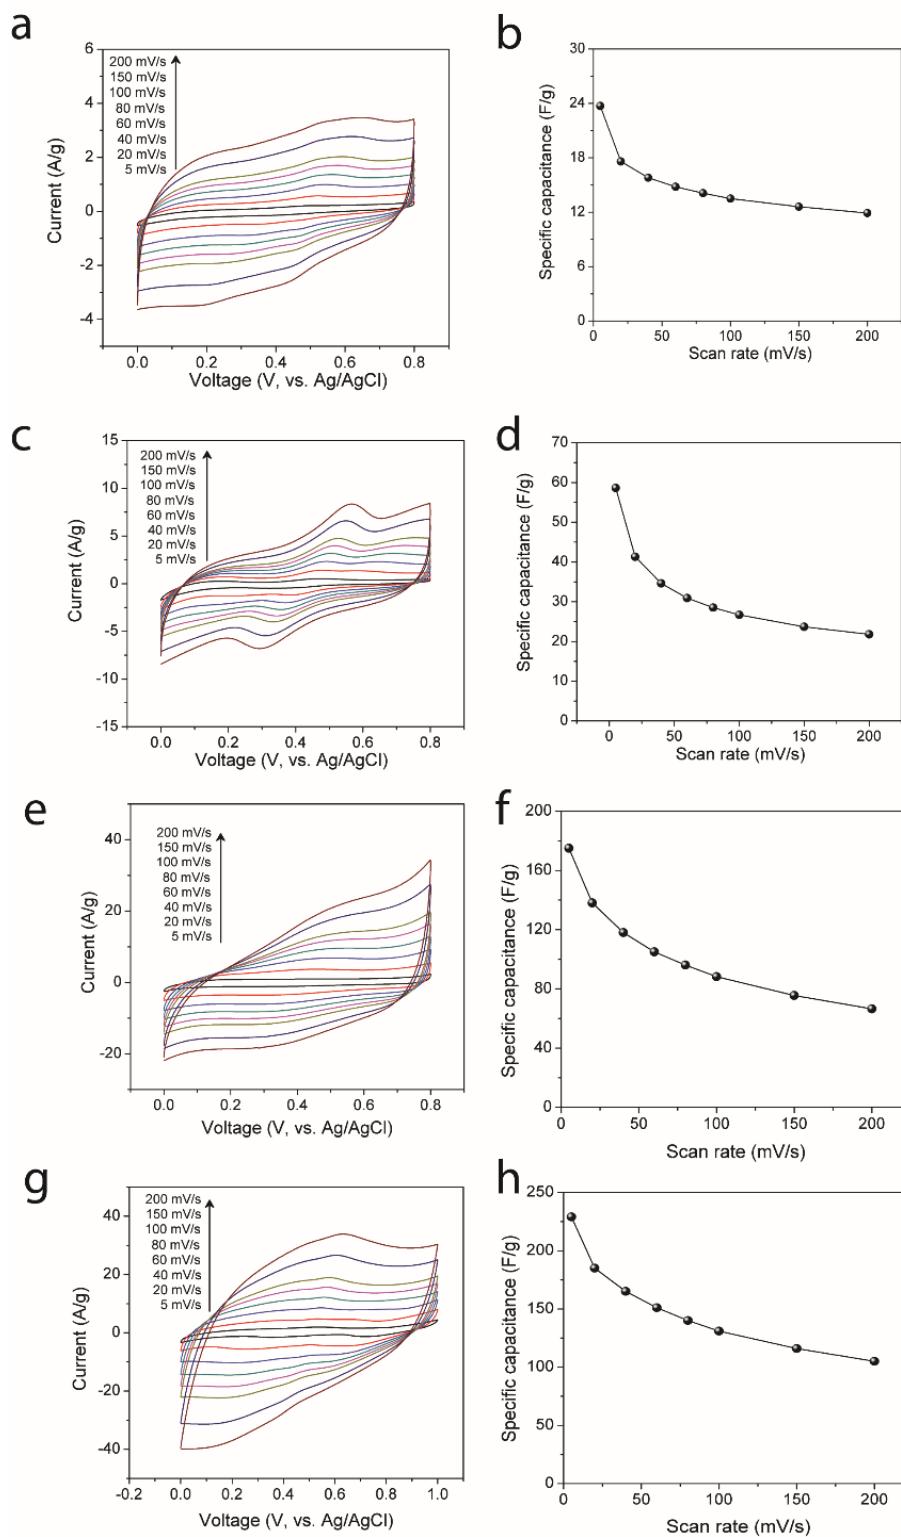 a
6
4
2
0
-2
-4
200 mV/s
150 mV/s
100 mV/s
80 mV/s
60 mV/s
40 mV/s
20 mV/s
5 mV/s
Current (A/g)
0.0 0.2 0.4 0.6 0.8
Voltage (V, vs. Ag/AgCl)
b
30
24
18
12
6
0
Specific capacitance (F/g)
0 50 100 150 200
Scan rate (mV/s)
c
15
10
5
0
-5
-10
-15
200 mV/s
150 mV/s
100 mV/s
80 mV/s
60 mV/s
40 mV/s
20 mV/s
5 mV/s
Current (A/g)
0.0 0.2 0.4 0.6 0.8
Voltage (V, vs. Ag/AgCl)
d
70
60
50
40
30
20
10
0
Specific capacitance (F/g)
0 50 100 150 200
Scan rate (mV/s)
e
40
20
0
-20
200 mV/s
150 mV/s
100 mV/s
80 mV/s
60 mV/s
40 mV/s
20 mV/s
5 mV/s
Current (A/g)
0.0 0.2 0.4 0.6 0.8
Voltage (V, vs. Ag/AgCl)
f
200
160
120
80
40
0
Specific capacitance (F/g)
0 50 100 150 200
Scan rate (mV/s)
g
40
20
0
-20
-40
200 mV/s
150 mV/s
100 mV/s
80 mV/s
60 mV/s
40 mV/s
20 mV/s
5 mV/s
Current (A/g)
-0.2 0.0 0.2 0.4 0.6 0.8 1.0
Voltage (V, vs. Ag/AgCl)
h
250
200
150
100
50
0
Specific capacitance (F/g)
0 50 100 150 200
Scan rate (mV/s)